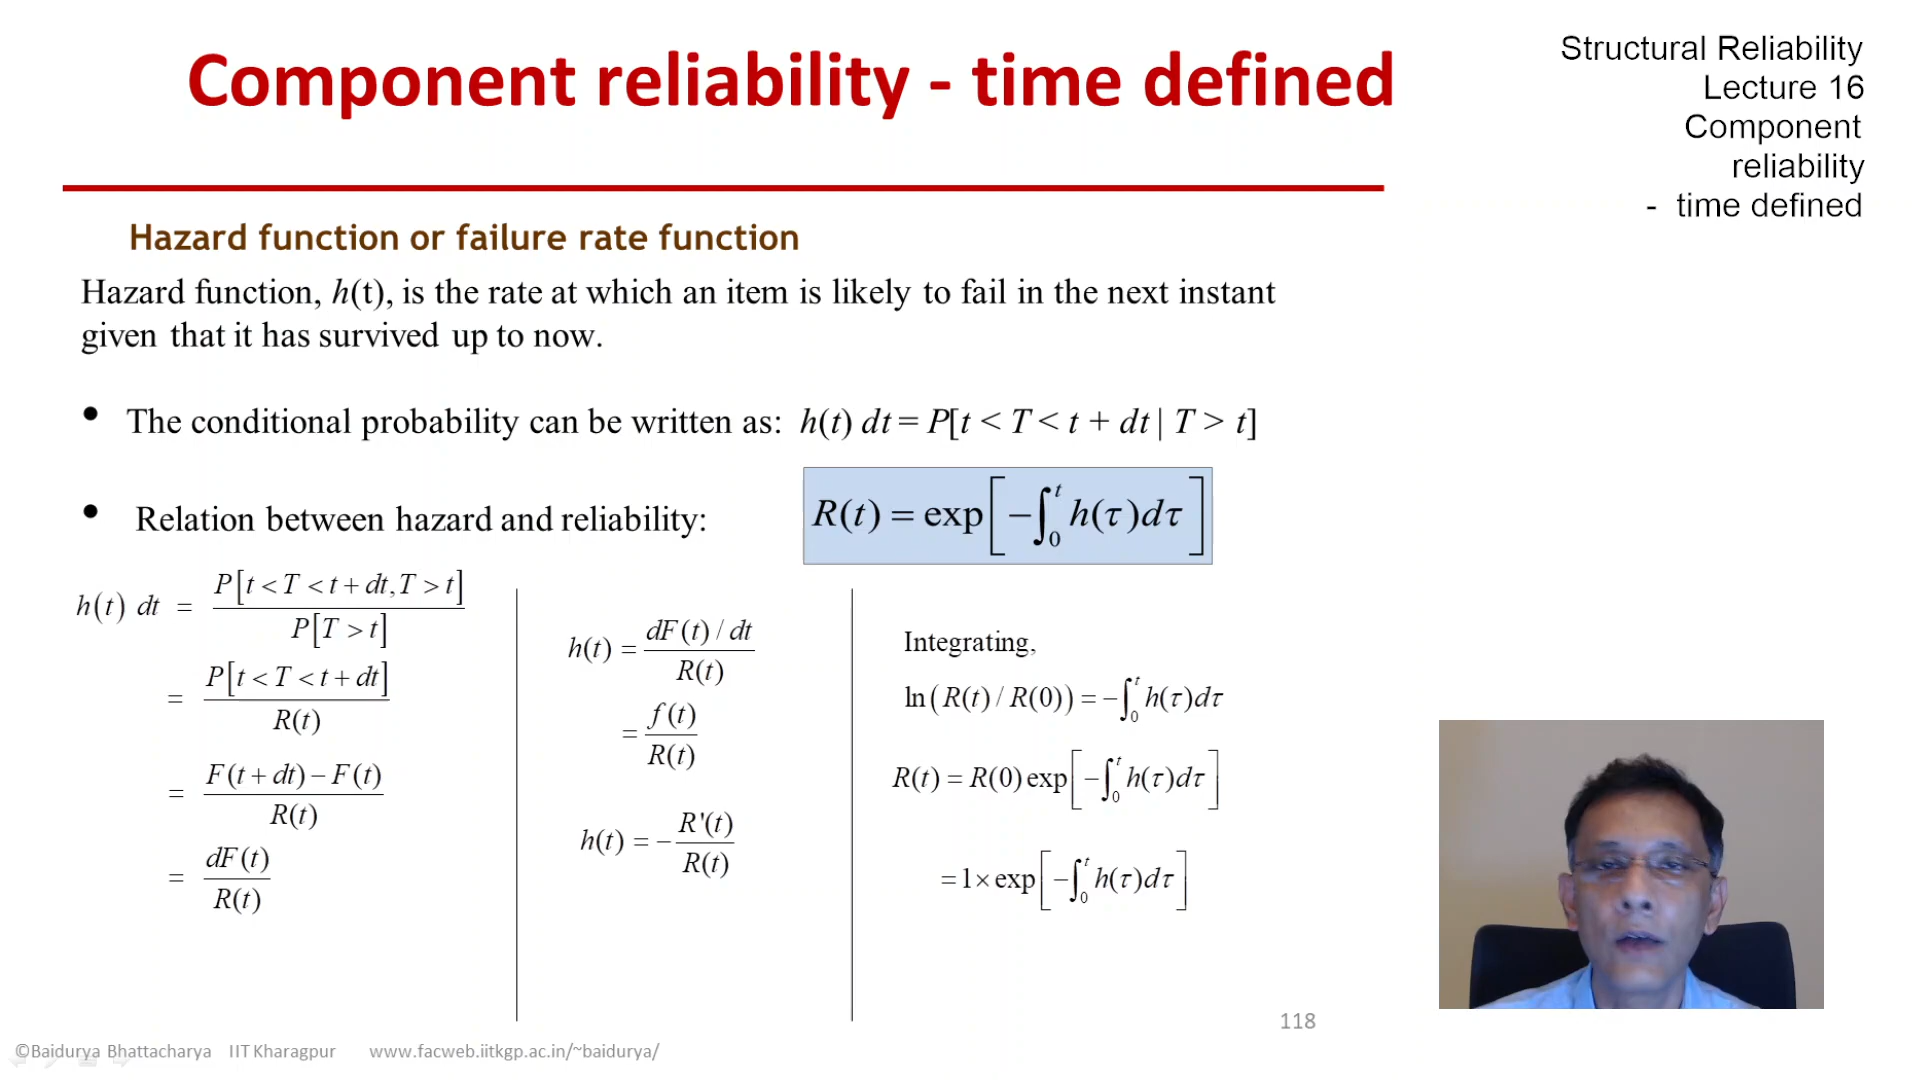 Component reliability - time defined
Structural Reliability
Lecture 16
Component
reliability
- time defined
Hazard function or failure rate function
Hazard function, h(t), is the rate at which an item is likely to fail in the next instant
given that it has survived up to now.
• The conditional probability can be written as: h(t) dt = P[t < T < t + dt | T > t]
• Relation between hazard and reliability: R(t) = exp[−∫₀ᵗ h(τ)dτ]
h(t) dt = P[t < T < t + dt, T > t] / P[T > t]
= P[t < T < t + dt] / R(t)
= F(t + dt) − F(t) / R(t)
= dF(t) / R(t)
h(t) = dF(t) / dt / R(t)
= f(t) / R(t)
h(t) = − R'(t) / R(t)
Integrating,
ln(R(t) / R(0)) = −∫₀ᵗ h(τ)dτ
R(t) = R(0) exp[−∫₀ᵗ h(τ)dτ]
= 1 × exp[−∫₀ᵗ h(τ)dτ]
118
©Baidurya Bhattacharya IIT Kharagpur www.facweb.iitkgp.ac.in/~baidurya/